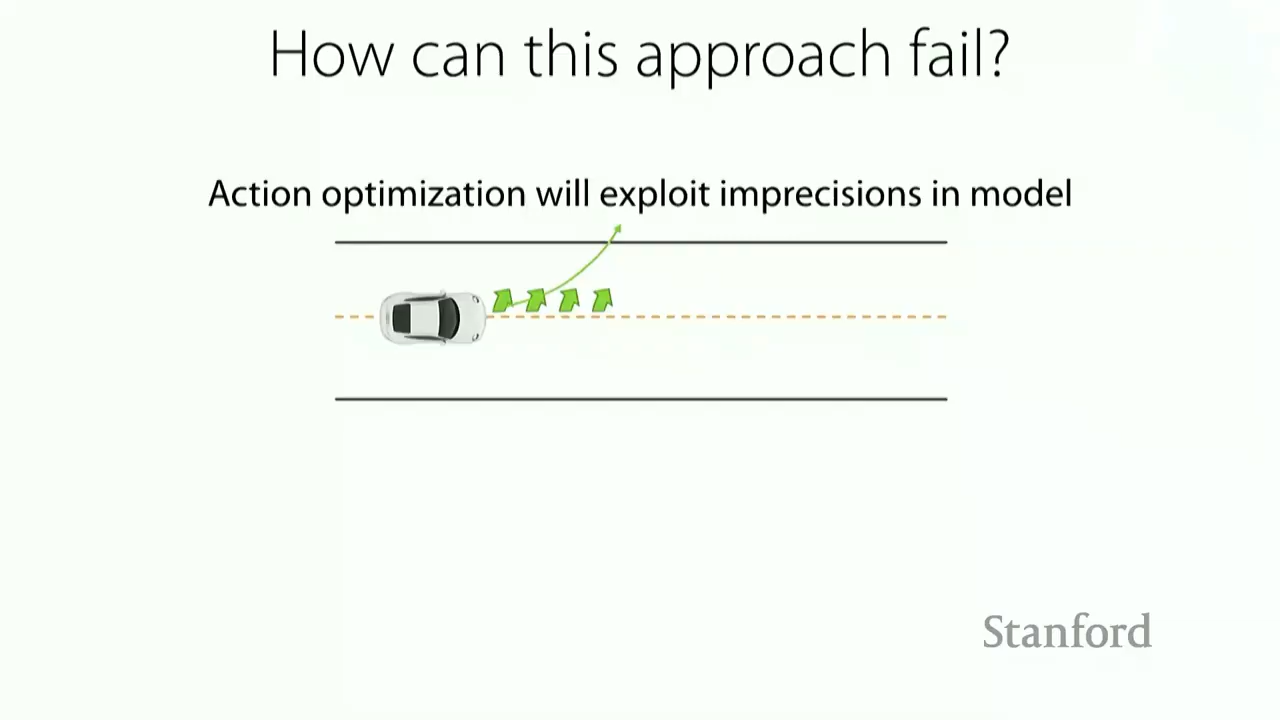 How can this approach fail?
Action optimization will exploit imprecisions in model
Stanford